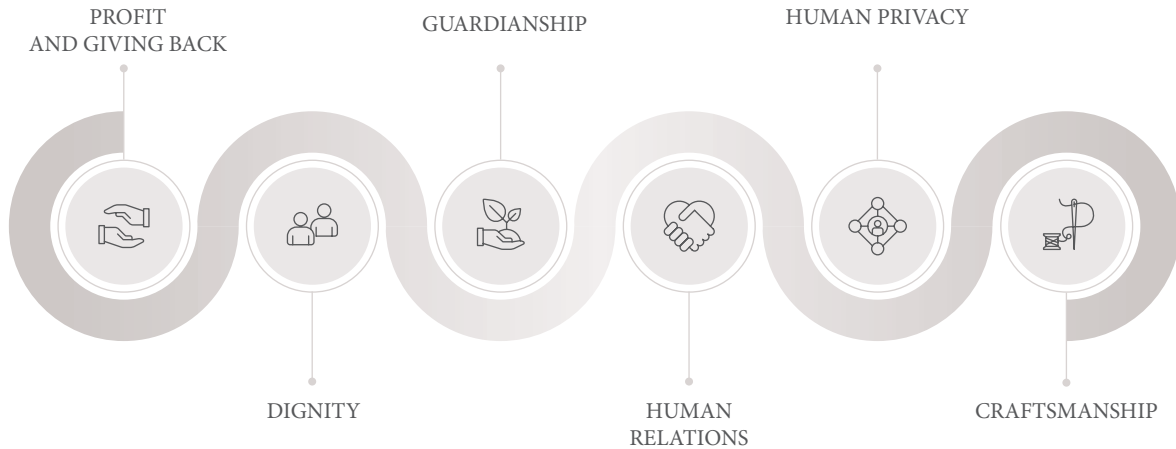 PROFIT
AND GIVING BACK
GUARDIANSHIP
HUMAN PRIVACY
DIGNITY
HUMAN
RELATIONS
CRAFTSMANSHIP